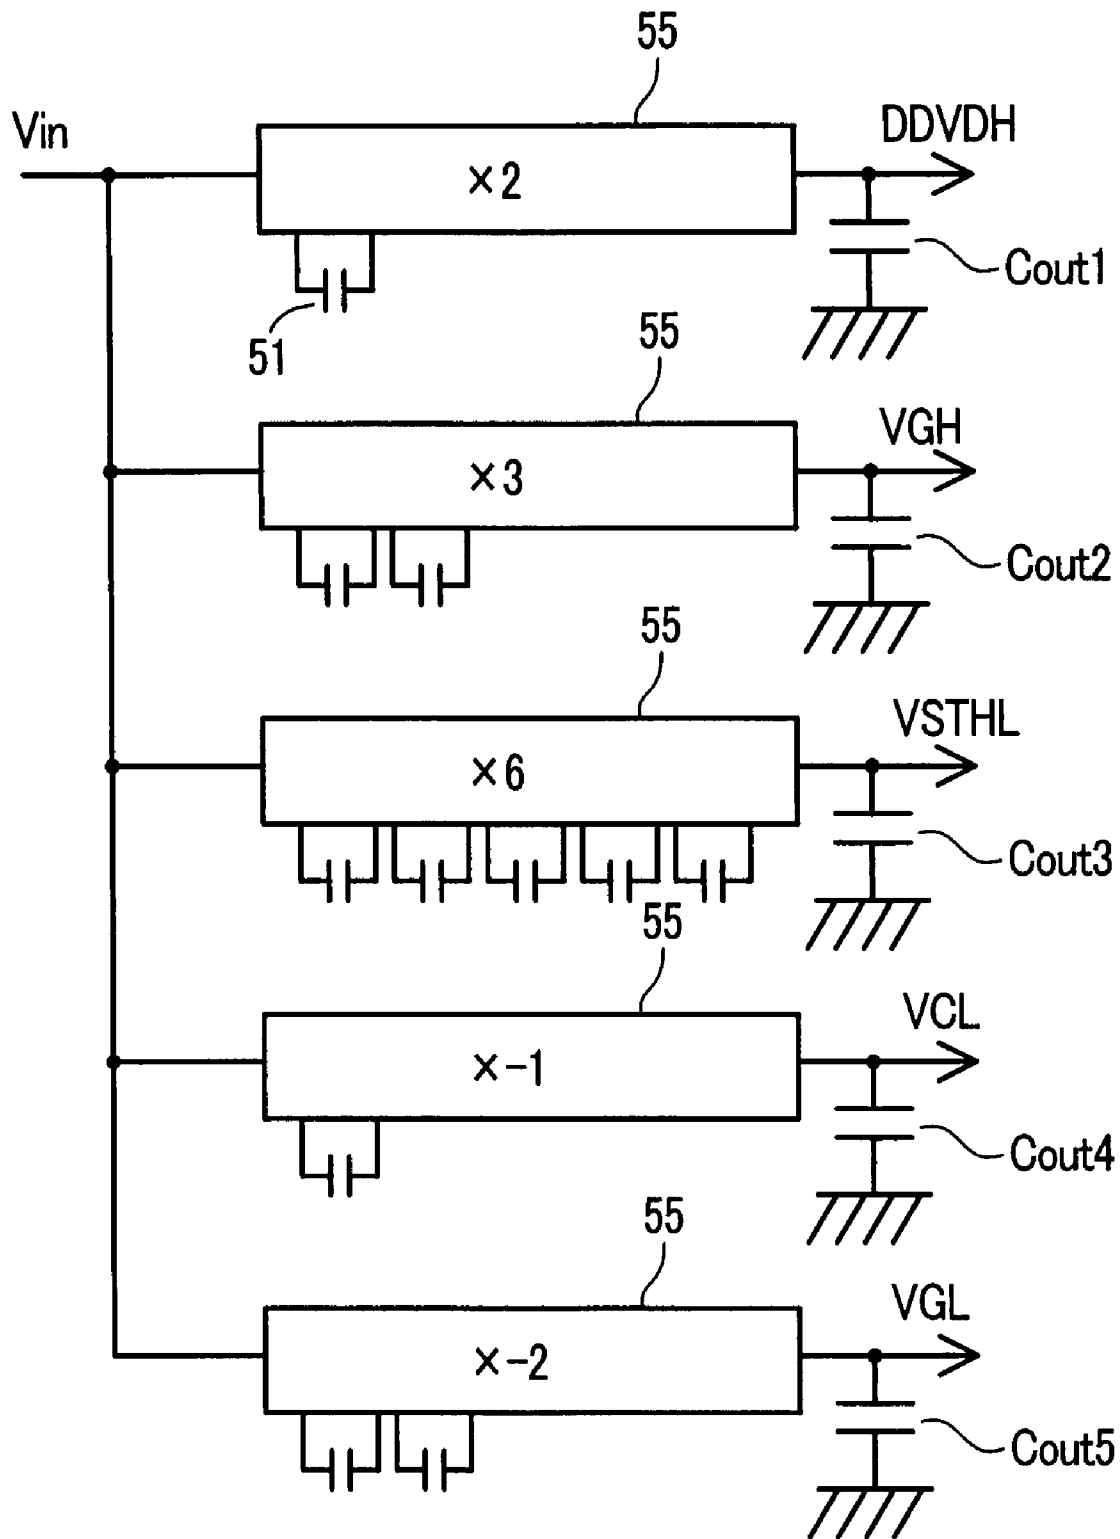 55
Vin
DDVDH
×2
Cout1
51
55
VGH
×3
Cout2
55
VSTHL
×6
Cout3
55
VCL
×-1
Cout4
55
VGL
×-2
Cout5